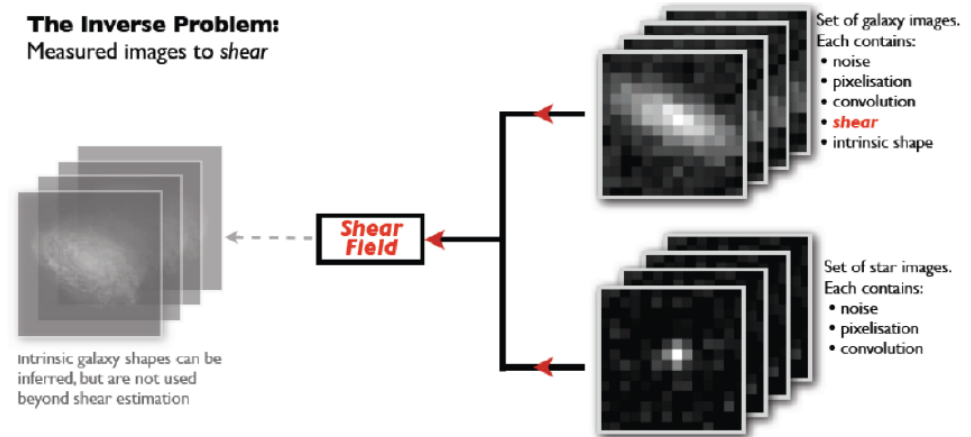 The Inverse Problem:
Measured images to shear
Set of galaxy images.
Each contains:
• noise
• pixelisation
• convolution
• shear
• intrinsic shape
Shear
Field
Set of star images.
Each contains:
• noise
• pixelisation
• convolution
Intrinsic galaxy shapes can be
inferred, but are not used
beyond shear estimation